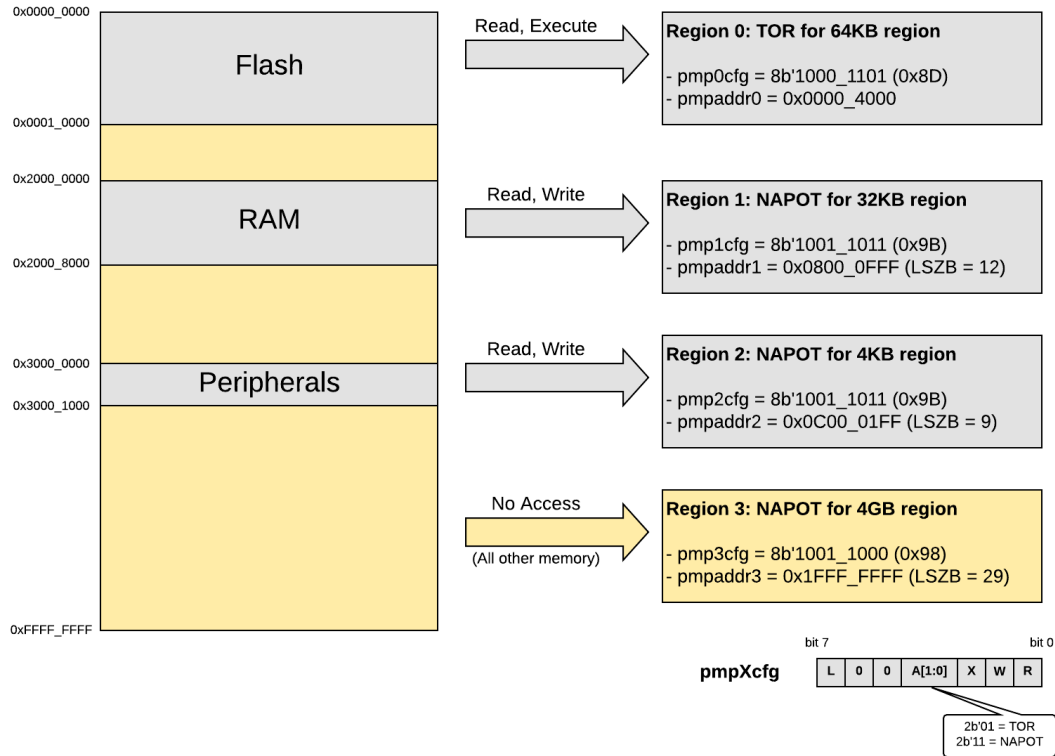 0x0000_0000
Flash
0x0001_0000
0x2000_0000
RAM
0x2000_8000
0x3000_0000
Peripherals
0x3000_1000
0xFFFF_FFFF
Read, Execute
Region 0: TOR for 64KB region
- pmp0cfg = 8b'1000_1101 (0x8D)
- pmpaddr0 = 0x0000_4000
Read, Write
Region 1: NAPOT for 32KB region
- pmp1cfg = 8b'1001_1011 (0x9B)
- pmpaddr1 = 0x0800_0FFF (LSZB = 12)
Read, Write
Region 2: NAPOT for 4KB region
- pmp2cfg = 8b'1001_1011 (0x9B)
- pmpaddr2 = 0x0C00_01FF (LSZB = 9)
No Access
(All other memory)
Region 3: NAPOT for 4GB region
- pmp3cfg = 8b'1001_1000 (0x98)
- pmpaddr3 = 0x1FFF_FFFF (LSZB = 29)
bit 7 bit 0
pmpXcfg L 0 0 A[1:0] X W R
2b'01 = TOR
2b'11 = NAPOT